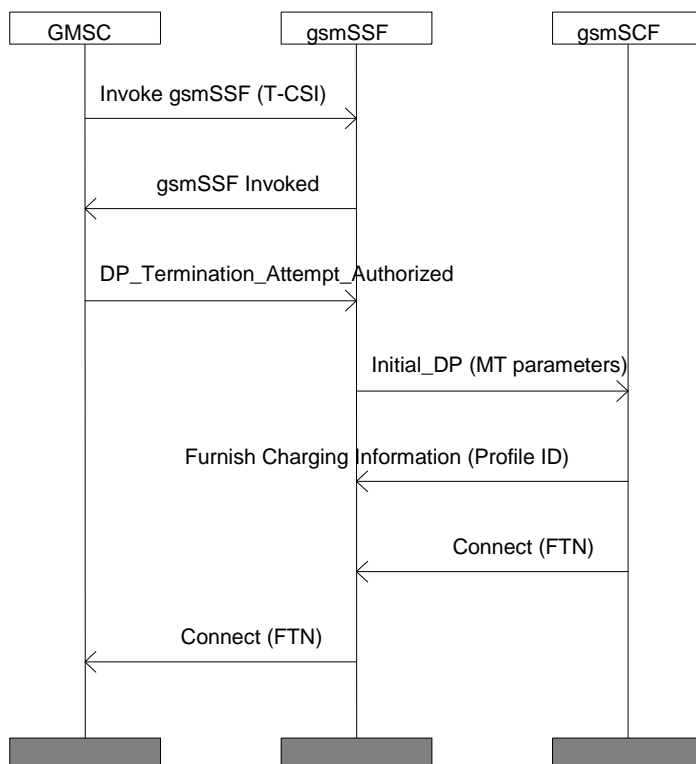 GMSC
gsmSSF
gsmSCF
Invoke gsmSSF (T-CSI)
gsmSSF Invoked
DP_Termination_Attempt_Authorized
Initial_DP (MT parameters)
Furnish Charging Information (Profile ID)
Connect (FTN)
Connect (FTN)